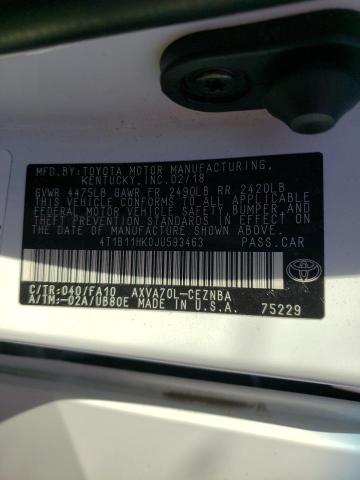 MFD.BY:TOYOTA MOTOR MANUFACTURING,
KENTUCKY, INC. 02/18
GVWR 4475LB GAWR FR 2490LB RR 2420LB
THIS VEHICLE CONFORMS TO ALL APPLICABLE
FEDERAL MOTOR VEHICLE SAFETY, BUMPER, AND
THEFT PREVENTION STANDARDS IN EFFECT ON
THE DATE OF MANUFACTURE SHOWN ABOVE.
4T1B11HK0JU593463 PASS.CAR
C/TR:040/FA10 AXVA70L-CEZNBA
A/TM:-02A/UB80E MADE IN U.S.A. 75229